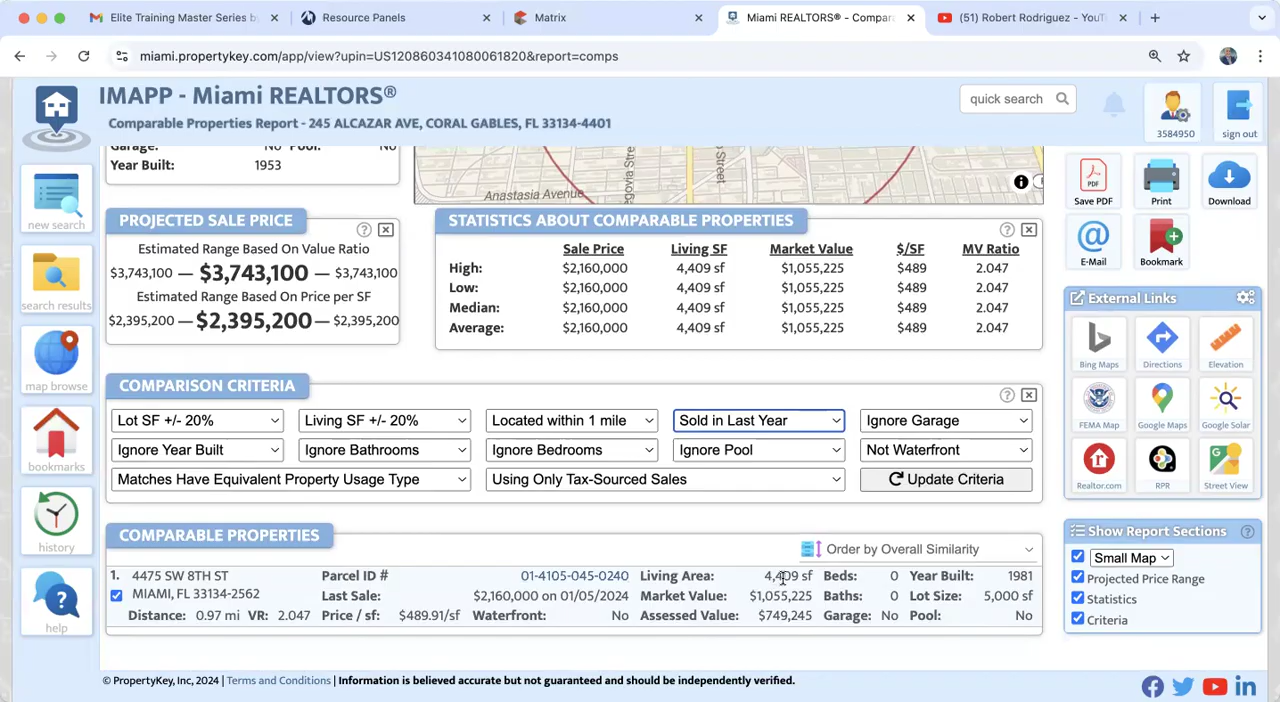 Elite Training Master Series by
Resource Panels
Matrix
Miami REALTORS® - Compar
(51) Robert Rodriguez - YouT
miami.propertykey.com/app/view?upin=US120860341080061820&report=comps
IMAPP - Miami REALTORS®
Comparable Properties Report - 245 ALCAZAR AVE, CORAL GABLES, FL 33134-4401
quick search
3584950
sign out
new search
search results
map browse
bookmarks
history
help
Garage: No Pool: No
Year Built: 1953
Anastasia Avenue
Segovia Street
Street
Save PDF
Print
Download
E-Mail
Bookmark
PROJECTED SALE PRICE
Estimated Range Based On Value Ratio
$3,743,100 — $3,743,100 — $3,743,100
Estimated Range Based On Price per SF
$2,395,200 — $2,395,200 — $2,395,200
STATISTICS ABOUT COMPARABLE PROPERTIES
Sale Price Living SF Market Value $/SF MV Ratio
High: $2,160,000 4,409 sf $1,055,225 $489 2.047
Low: $2,160,000 4,409 sf $1,055,225 $489 2.047
Median: $2,160,000 4,409 sf $1,055,225 $489 2.047
Average: $2,160,000 4,409 sf $1,055,225 $489 2.047
External Links
Bing Maps
Directions
Elevation
FEMA Map
Google Maps
Google Solar
Realtor.com
RPR
Street View
COMPARISON CRITERIA
Lot SF +/- 20% Living SF +/- 20% Located within 1 mile Sold in Last Year Ignore Garage
Ignore Year Built Ignore Bathrooms Ignore Bedrooms Ignore Pool Not Waterfront
Matches Have Equivalent Property Usage Type Using Only Tax-Sourced Sales Update Criteria
COMPARABLE PROPERTIES
Order by Overall Similarity
1. 4475 SW 8TH ST Parcel ID # 01-4105-045-0240 Living Area: 4,409 sf Beds: 0 Year Built: 1981
MIAMI, FL 33134-2562 Last Sale: $2,160,000 on 01/05/2024 Market Value: $1,055,225 Baths: 0 Lot Size: 5,000 sf
Distance: 0.97 mi VR: 2.047 Price / sf: $489.91/sf Waterfront: No Assessed Value: $749,245 Garage: No Pool: No
Show Report Sections
Small Map
Projected Price Range
Statistics
Criteria
© PropertyKey, Inc, 2024 | Terms and Conditions | Information is believed accurate but not guaranteed and should be independently verified.